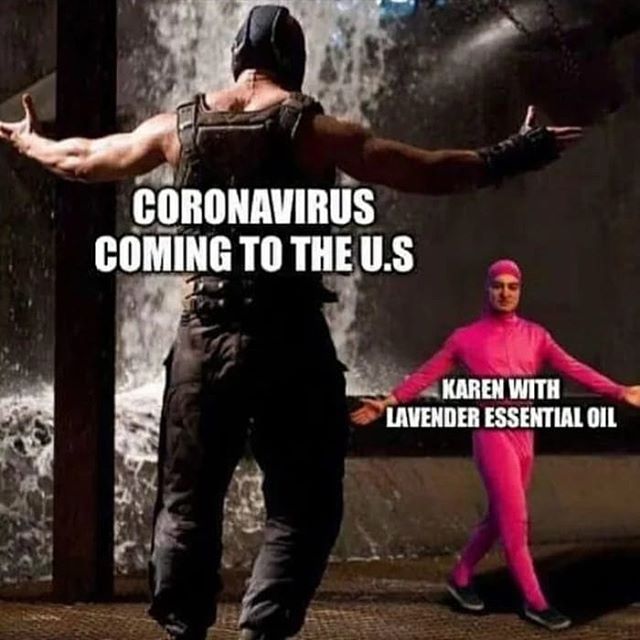 CORONAVIRUS
COMING TO THE U.S
KAREN WITH
LAVENDER ESSENTIAL OIL